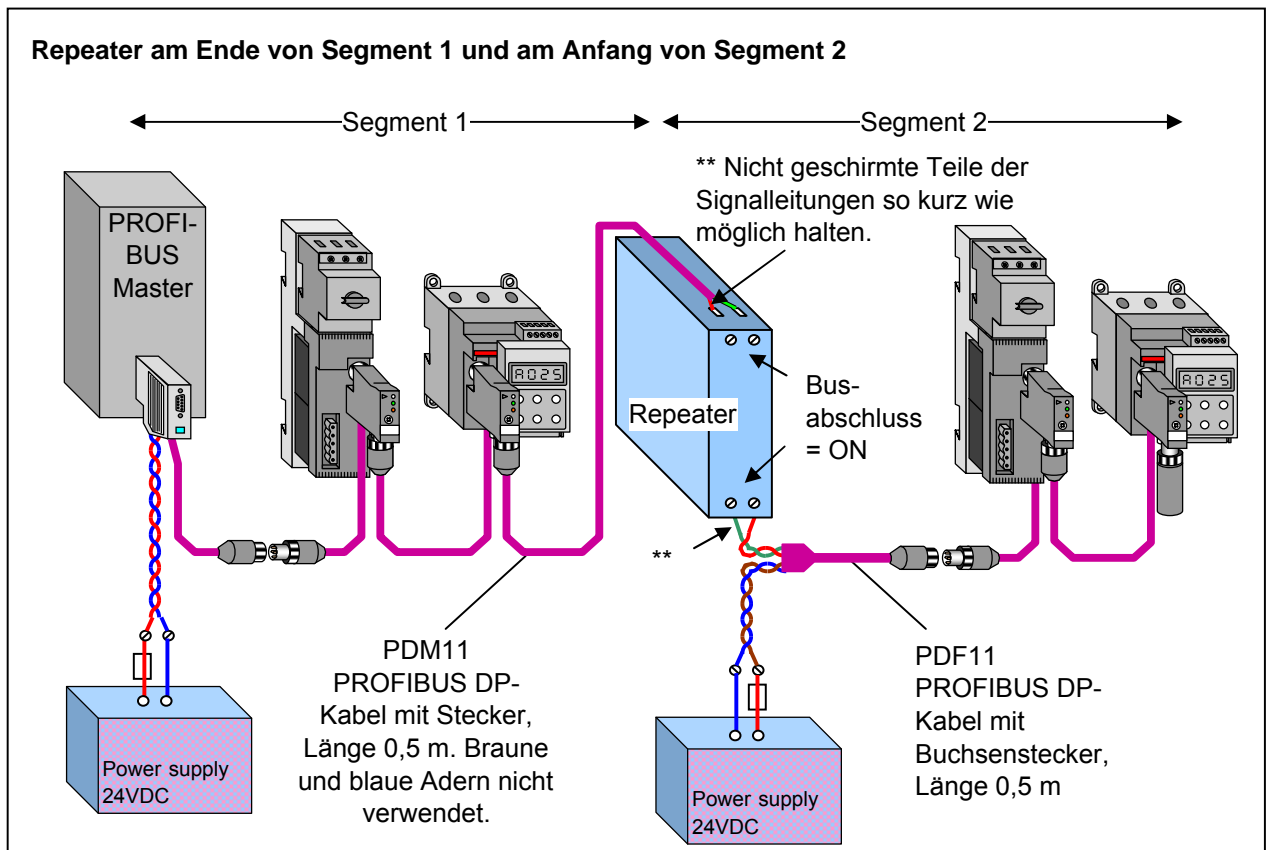 Repeater am Ende von Segment 1 und am Anfang von Segment 2
Segment 1
Segment 2
** Nicht geschirmte Teile der
Signalleitungen so kurz wie
möglich halten.
PROFI-
BUS
Master
A025
Repeater
Bus-
abschluss
= ON
A025
**
PDM11
PROFIBUS DP-
Kabel mit Stecker,
Länge 0,5 m. Braune
und blaue Adern nicht
verwendet.
PDF11
PROFIBUS DP-
Kabel mit
Buchsenstecker,
Länge 0,5 m
Power supply
24VDC
Power supply
24VDC